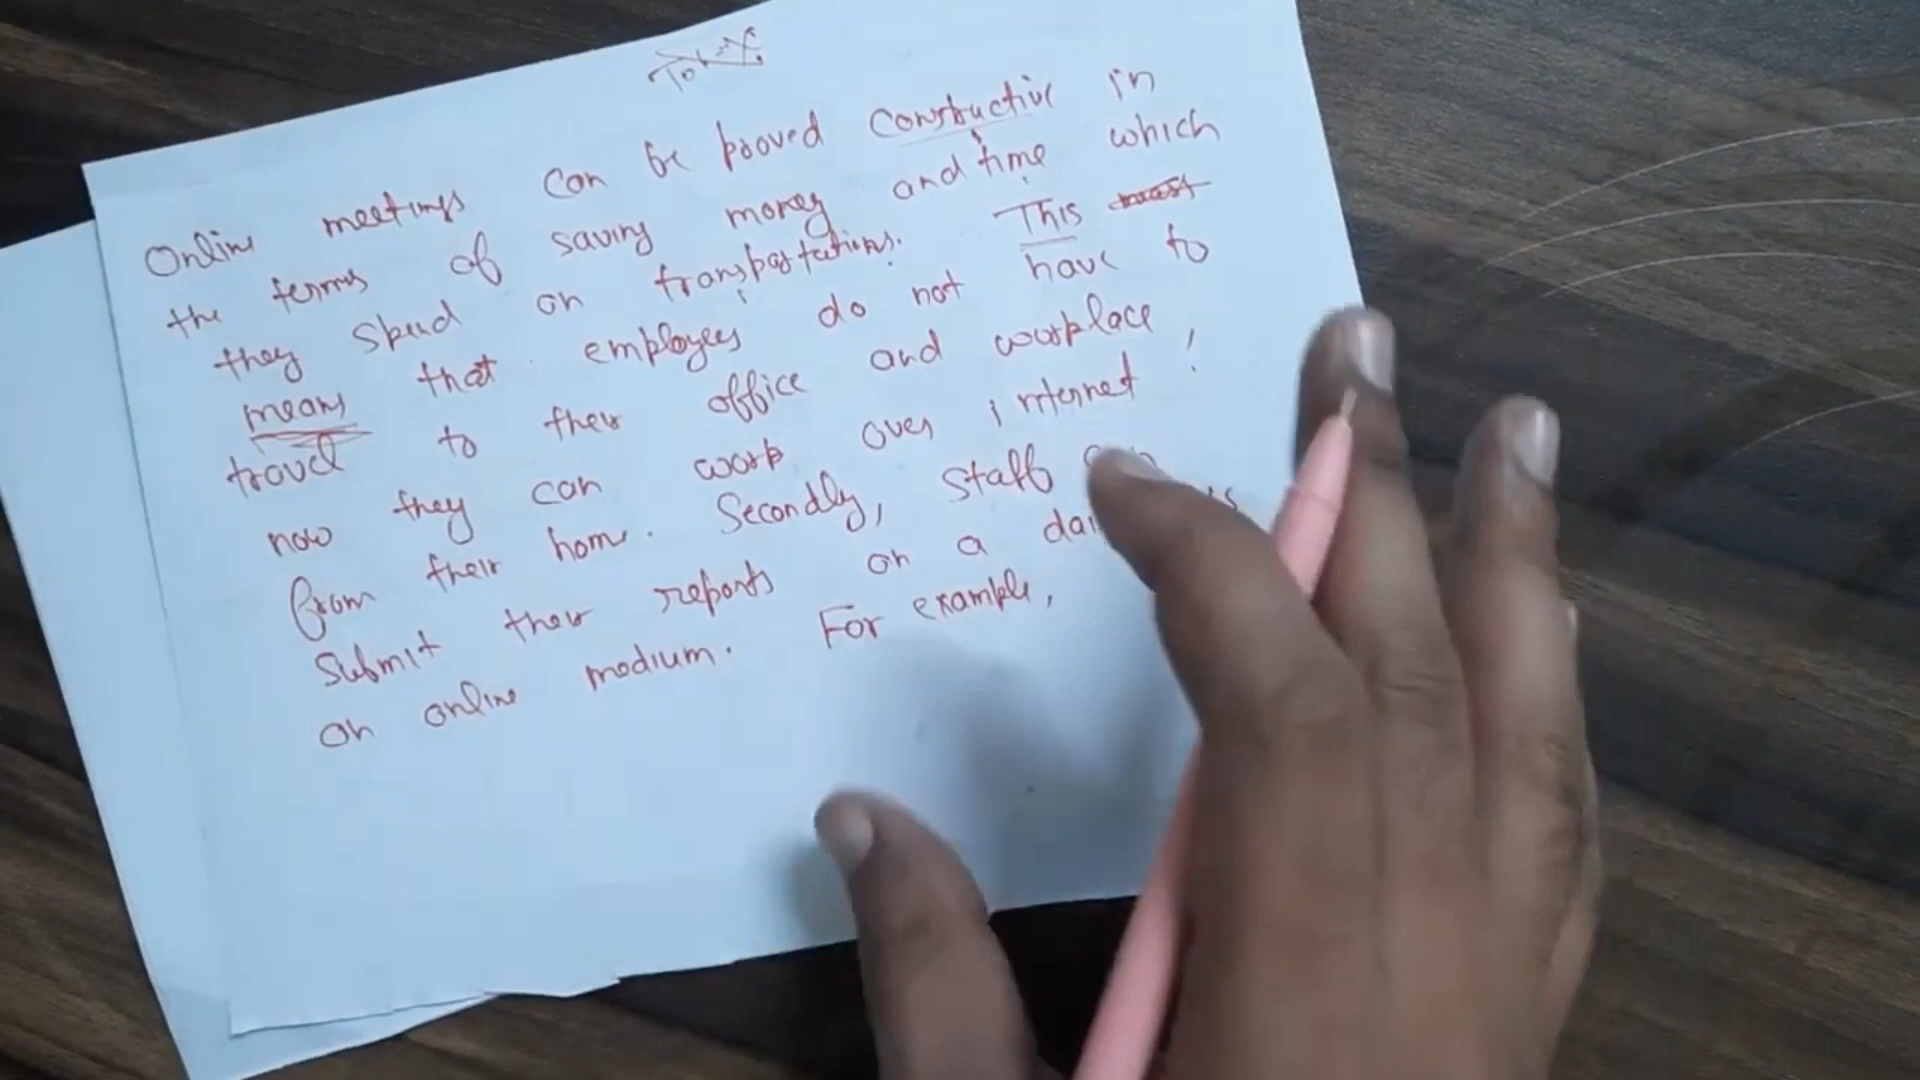 Online meetings can be proved constructive in
the terms of saving money and time which
they spend on transportations. This
means that employees do not have to
travel to their office and workplace,
now they can work over internet
from their home. Secondly, staff
submit their reports on a
on online medium. For example,